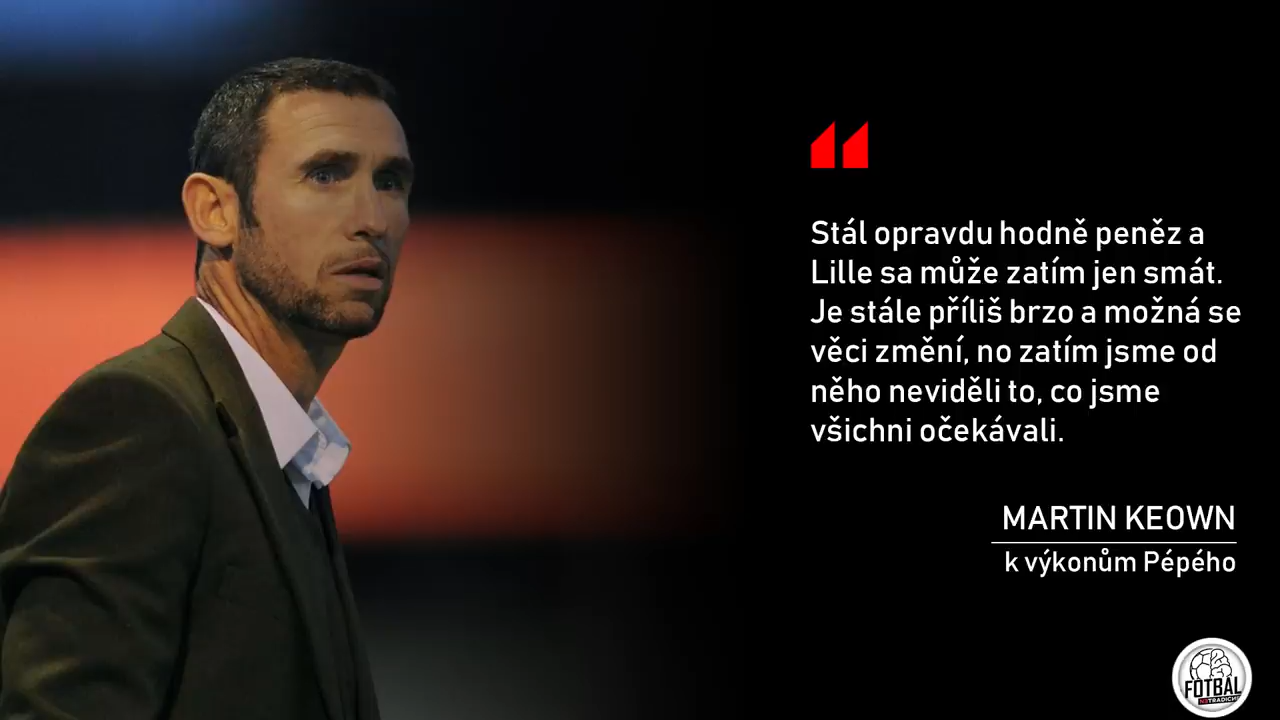 Stál opravdu hodně peněz a
Lille sa může zatím jen smát.
Je stále příliš brzo a možná se
věci změní, no zatím jsme od
něho neviděli to, co jsme
všichni očekávali.
MARTIN KEOWN
k výkonům Pépého
FOTBAL